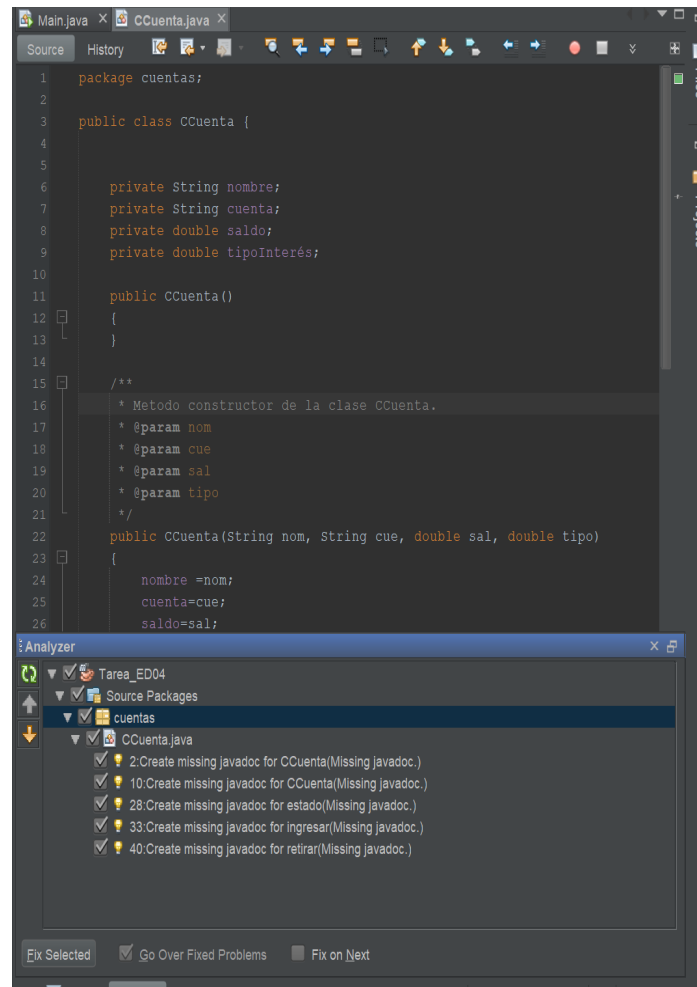 Main.java
CCuenta.java
Source History
1 package cuentas;
2
3 public class CCuenta {
4
5
6 private String nombre;
7 private String cuenta;
8 private double saldo;
9 private double tipoInterés;
10
11 public CCuenta()
12 {
13 }
14
15 /**
16 * Metodo constructor de la clase CCuenta.
17 * @param nom
18 * @param cue
19 * @param sal
20 * @param tipo
21 */
22 public CCuenta(String nom, String cue, double sal, double tipo)
23 {
24 nombre =nom;
25 cuenta=cue;
26 saldo=sal;
Analyzer
Tarea_ED04
Source Packages
cuentas
CCuenta.java
2:Create missing javadoc for CCuenta(Missing javadoc.)
10:Create missing javadoc for CCuenta(Missing javadoc.)
28:Create missing javadoc for estado(Missing javadoc.)
33:Create missing javadoc for ingresar(Missing javadoc.)
40:Create missing javadoc for retirar(Missing javadoc.)
Fix Selected Go Over Fixed Problems Fix on Next